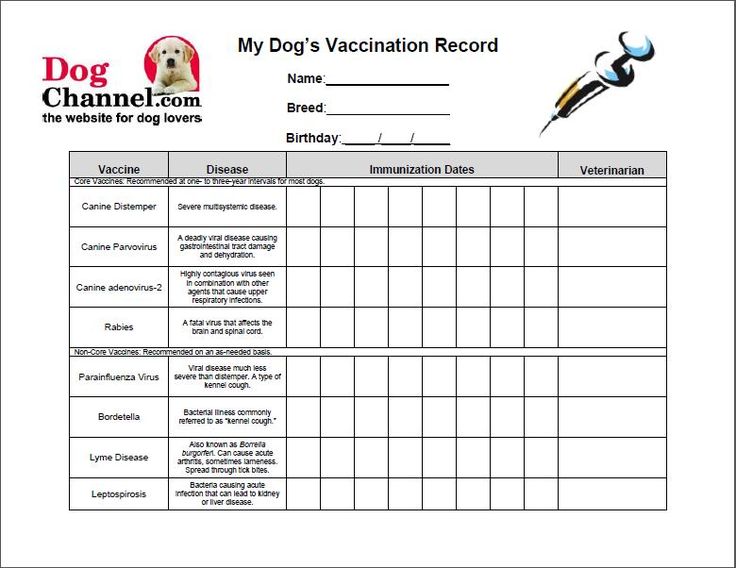 Dog
Channel.com
the website for dog lovers
My Dog's Vaccination Record
Name:
Breed:
Birthday: / /
Vaccine Disease Immunization Dates Veterinarian
Core Vaccines: Recommended at one- to three-year intervals for most dogs.
Canine Distemper
Severe multisystemic disease.
Canine Parvovirus
A deadly viral disease causing
gastrointestinal tract damage
and dehydration.
Canine adenovirus-2
Highly contagious virus seen
in combination with other
agents that cause upper
respiratory infections.
Rabies
A fatal virus that affects the
brain and spinal cord.
Non-Core Vaccines: Recommended on an as-needed basis.
Parainfluenza Virus
Viral disease much less
severe than distemper. A type of
kennel cough.
Bordetella
Bacterial illness commonly
referred to as "kennel cough."
Lyme Disease
Also known as Borrelia
burgorferi. Can cause acute
arthritis, sometimes lameness.
Spread through tick bites.
Leptospirosis
Bacteria causing acute
infection that can lead to kidney
or liver disease.